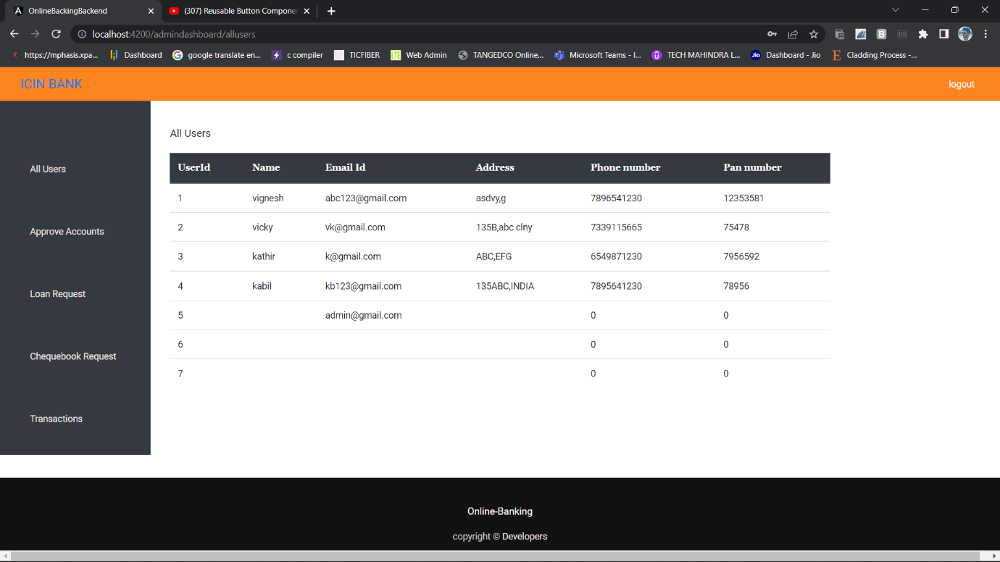 OnlineBackingBackend
(307) Reusable Button Compone
localhost:4200/admindashboard/allusers
https://mphasis.xpa... Dashboard google translate en... c compiler TICFIBER Web Admin TANGEDCO Online... Microsoft Teams - l... TECH MAHINDRA L... Dashboard - Jio Cladding Process -...
ICIN BANK
logout
All Users
Approve Accounts
Loan Request
Chequebook Request
Transactions
All Users
UserId Name Email Id Address Phone number Pan number
1 vignesh abc123@gmail.com asdvy,g 7896541230 12353581
2 vicky vk@gmail.com 135B,abc clny 7339115665 75478
3 kathir k@gmail.com ABC,EFG 6549871230 7956592
4 kabil kb123@gmail.com 135ABC,INDIA 7895641230 78956
5 admin@gmail.com 0 0
6 0 0
7 0 0
Online-Banking
copyright © Developers